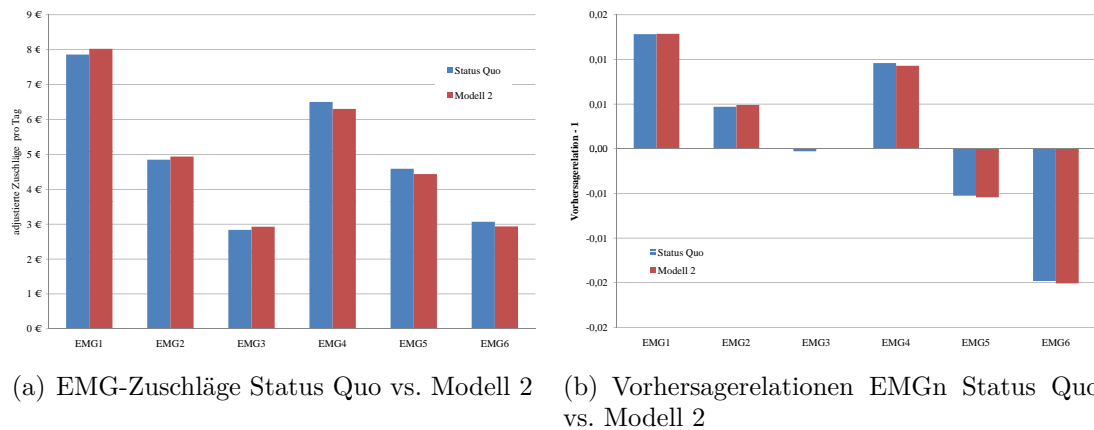 9 €
8 €
7 €
6 €
5 €
4 €
3 €
2 €
1 €
0 €
adjustierte Zuschläge pro Tag
Status Quo
Modell 2
EMG1 EMG2 EMG3 EMG4 EMG5 EMG6
0,02
0,01
0,01
0,00
-0,01
-0,01
-0,02
-0,02
Vorhersagerelation - 1
Status Quo
Modell 2
EMG1 EMG2 EMG3 EMG4 EMG5 EMG6
(a) EMG-Zuschläge Status Quo vs. Modell 2
(b) Vorhersagerelationen EMGn Status Quo
vs. Modell 2